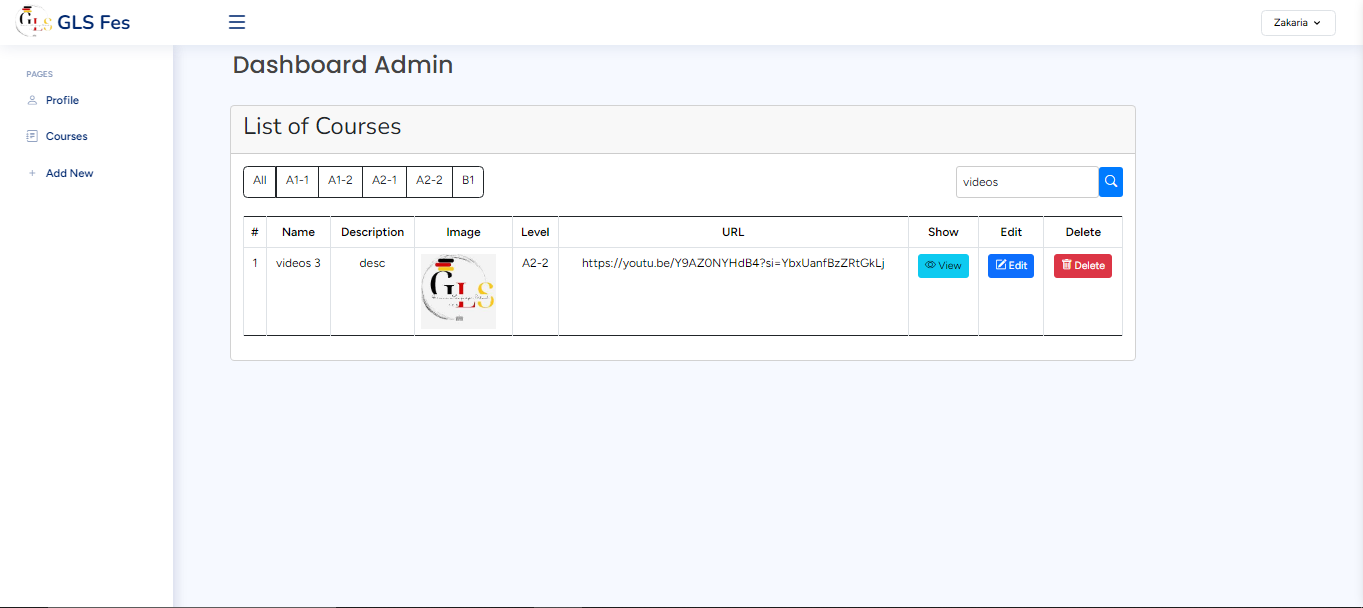 GLS GLS Fes
Zakaria
Dashboard Admin
PAGES
Profile
Courses
Add New
List of Courses
All A1-1 A1-2 A2-1 A2-2 B1
videos
# Name Description Image Level URL Show Edit Delete
1 videos 3 desc GLS A2-2 https://youtu.be/Y9AZ0NYHdB4?si=YbxUanfBzZRtGkLj View Edit Delete